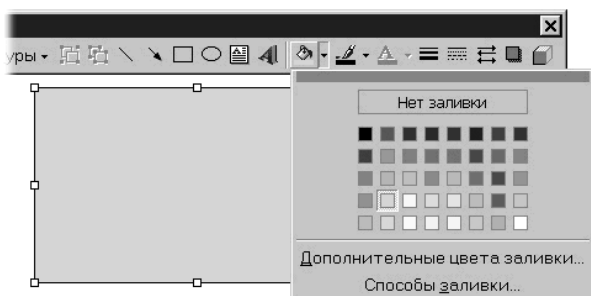 уры
Нет заливки
Дополнительные цвета заливки...
Способы заливки...